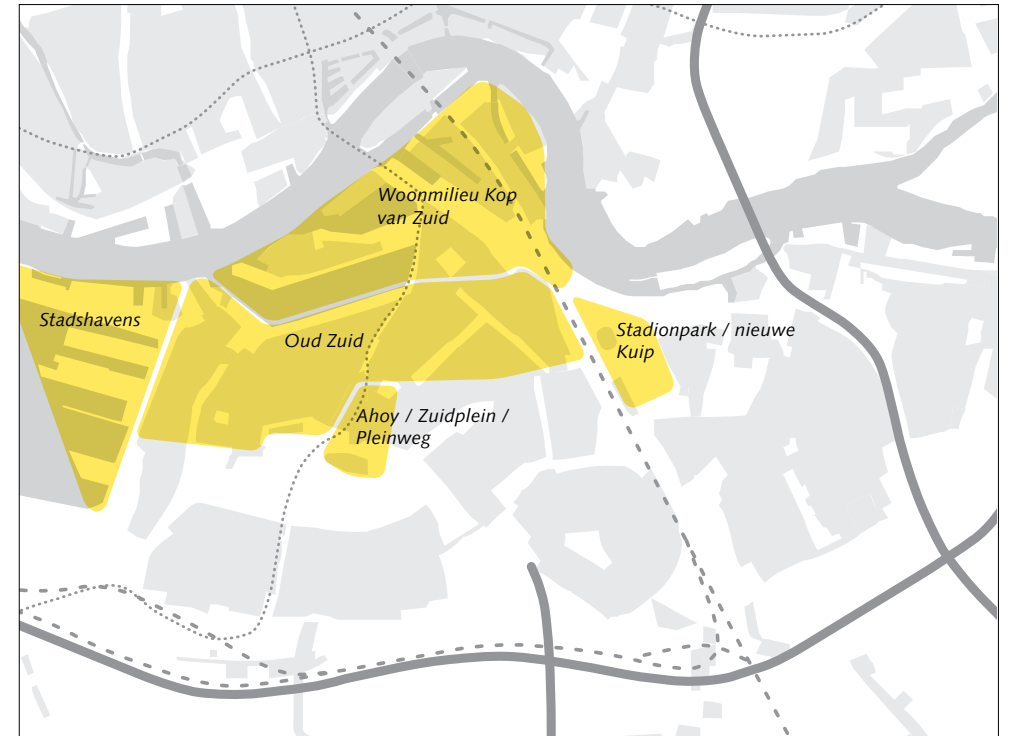 Woonmilieu Kop
van Zuid
Stadshavens
Oud Zuid
Stadionpark / nieuwe
Kuip
Ahoy / Zuidplein /
Pleinweg